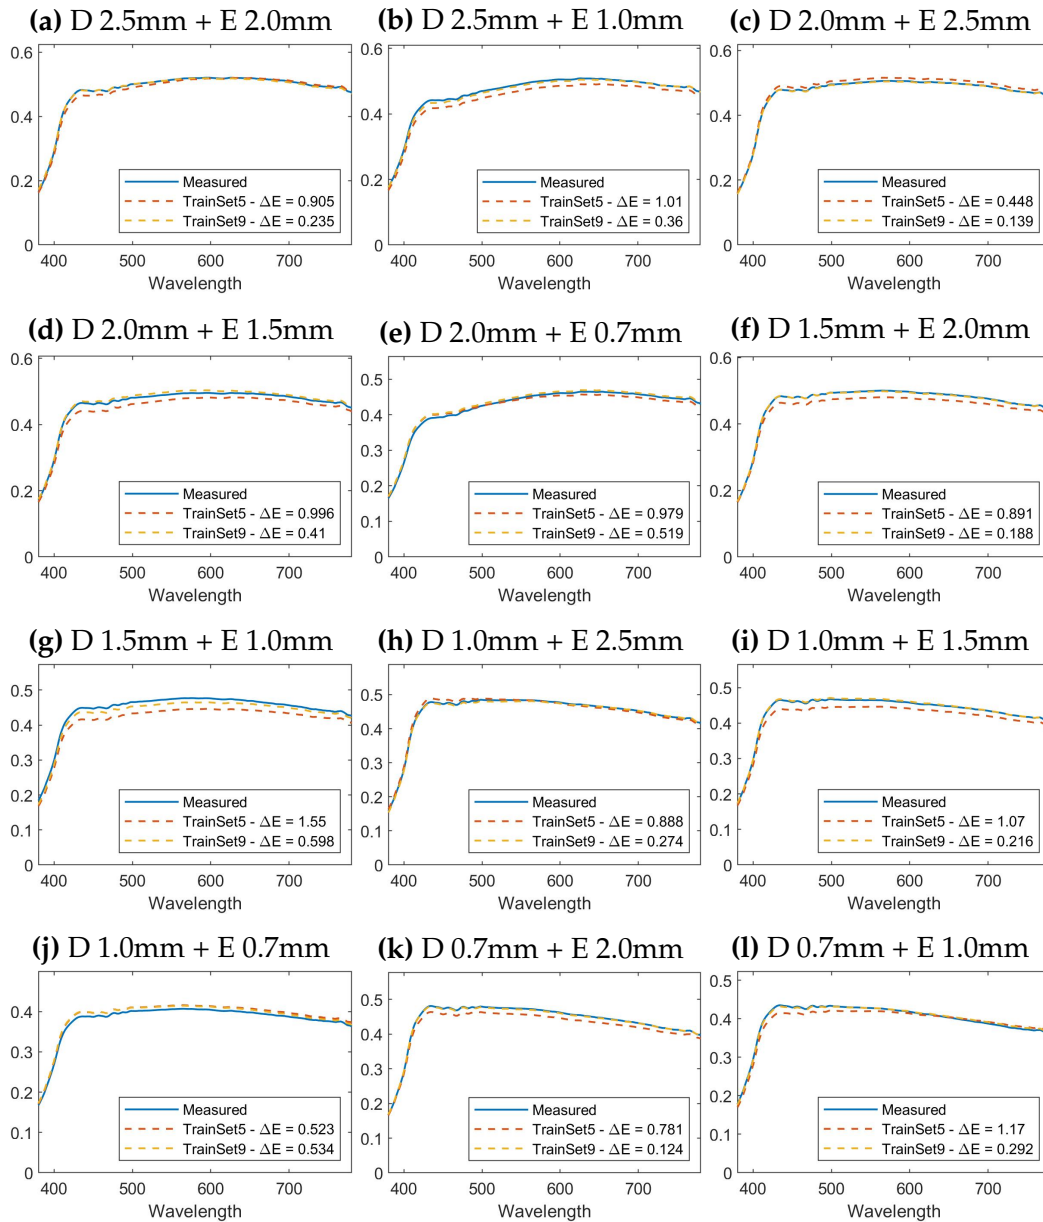 (a) D 2.5mm + E 2.0mm
0.6
0.4
0.2
0
Measured
TrainSet5 - ΔE = 0.905
TrainSet9 - ΔE = 0.235
400 500 600 700
Wavelength
(b) D 2.5mm + E 1.0mm
0.6
0.4
0.2
0
Measured
TrainSet5 - ΔE = 1.01
TrainSet9 - ΔE = 0.36
400 500 600 700
Wavelength
(c) D 2.0mm + E 2.5mm
0.6
0.4
0.2
0
Measured
TrainSet5 - ΔE = 0.448
TrainSet9 - ΔE = 0.139
400 500 600 700
Wavelength
(d) D 2.0mm + E 1.5mm
0.6
0.4
0.2
0
Measured
TrainSet5 - ΔE = 0.996
TrainSet9 - ΔE = 0.41
400 500 600 700
Wavelength
(e) D 2.0mm + E 0.7mm
0.5
0.4
0.3
0.2
0.1
0
Measured
TrainSet5 - ΔE = 0.979
TrainSet9 - ΔE = 0.519
400 500 600 700
Wavelength
(f) D 1.5mm + E 2.0mm
0.6
0.4
0.2
0
Measured
TrainSet5 - ΔE = 0.891
TrainSet9 - ΔE = 0.188
400 500 600 700
Wavelength
(g) D 1.5mm + E 1.0mm
0.5
0.4
0.3
0.2
0.1
0
Measured
TrainSet5 - ΔE = 1.55
TrainSet9 - ΔE = 0.598
400 500 600 700
Wavelength
(h) D 1.0mm + E 2.5mm
0.5
0.4
0.3
0.2
0.1
0
Measured
TrainSet5 - ΔE = 0.888
TrainSet9 - ΔE = 0.274
400 500 600 700
Wavelength
(i) D 1.0mm + E 1.5mm
0.5
0.4
0.3
0.2
0.1
0
Measured
TrainSet5 - ΔE = 1.07
TrainSet9 - ΔE = 0.216
400 500 600 700
Wavelength
(j) D 1.0mm + E 0.7mm
0.4
0.3
0.2
0.1
0
Measured
TrainSet5 - ΔE = 0.523
TrainSet9 - ΔE = 0.534
400 500 600 700
Wavelength
(k) D 0.7mm + E 2.0mm
0.5
0.4
0.3
0.2
0.1
0
Measured
TrainSet5 - ΔE = 0.781
TrainSet9 - ΔE = 0.124
400 500 600 700
Wavelength
(l) D 0.7mm + E 1.0mm
0.5
0.4
0.3
0.2
0.1
0
Measured
TrainSet5 - ΔE = 1.17
TrainSet9 - ΔE = 0.292
400 500 600 700
Wavelength